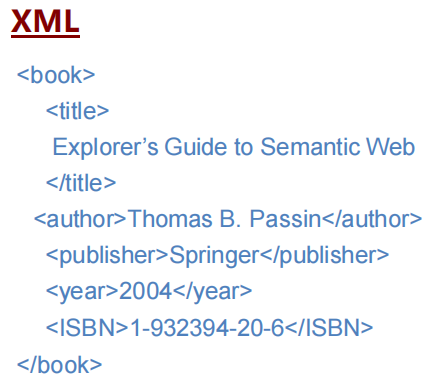 XML
<book>
<title>
Explorer’s Guide to Semantic Web
</title>
<author>Thomas B. Passin</author>
<publisher>Springer</publisher>
<year>2004</year>
<ISBN>1-932394-20-6</ISBN>
</book>